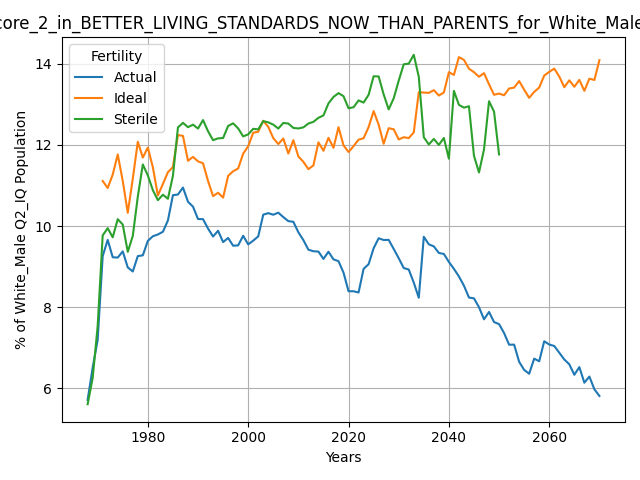 core_2_in_BETTER_LIVING_STANDARDS_NOW_THAN_PARENTS_for_White_Male
Fertility
Actual
Ideal
Sterile
% of White_Male Q2_IQ Population
14
12
10
8
6
1980
2000
2020
2040
2060
Years